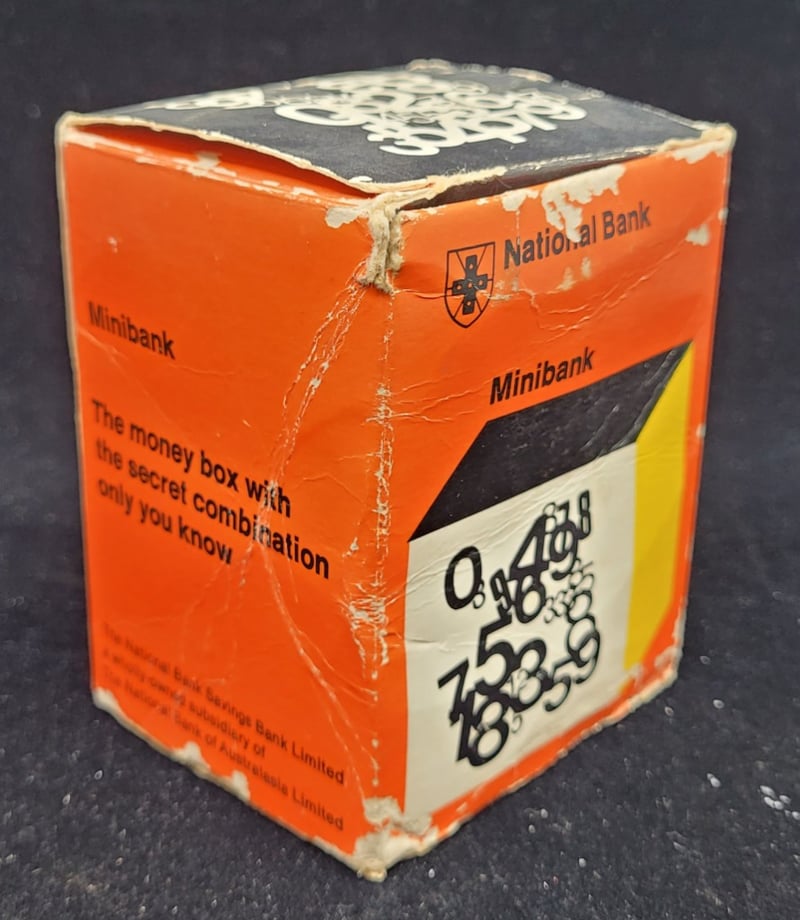 Minibank
The money box with
the secret combination
only you know
The National Bank Savings Bank Limited
A wholly owned subsidiary of
The National Bank of Australasia Limited
National Bank
Minibank